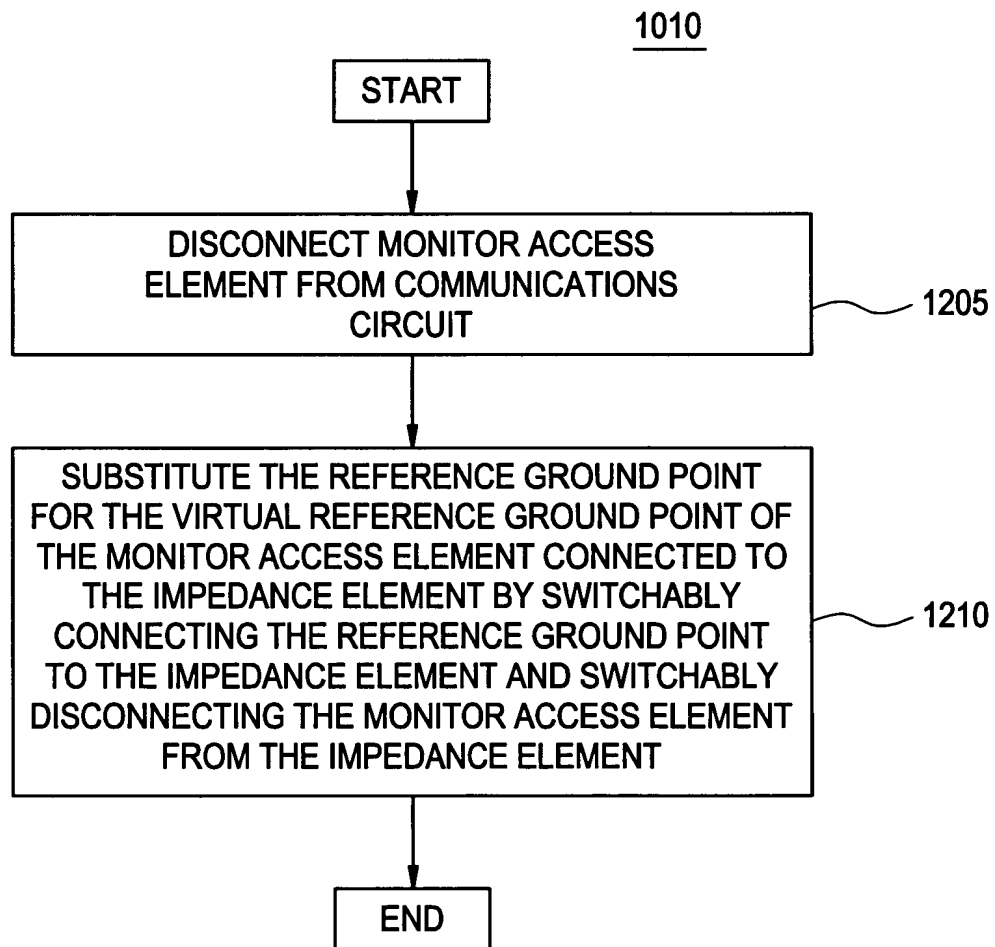 1010
START
DISCONNECT MONITOR ACCESS
ELEMENT FROM COMMUNICATIONS
CIRCUIT
1205
SUBSTITUTE THE REFERENCE GROUND POINT
FOR THE VIRTUAL REFERENCE GROUND POINT OF
THE MONITOR ACCESS ELEMENT CONNECTED TO
THE IMPEDANCE ELEMENT BY SWITCHABLY
CONNECTING THE REFERENCE GROUND POINT
TO THE IMPEDANCE ELEMENT AND SWITCHABLY
DISCONNECTING THE MONITOR ACCESS ELEMENT
FROM THE IMPEDANCE ELEMENT
1210
END